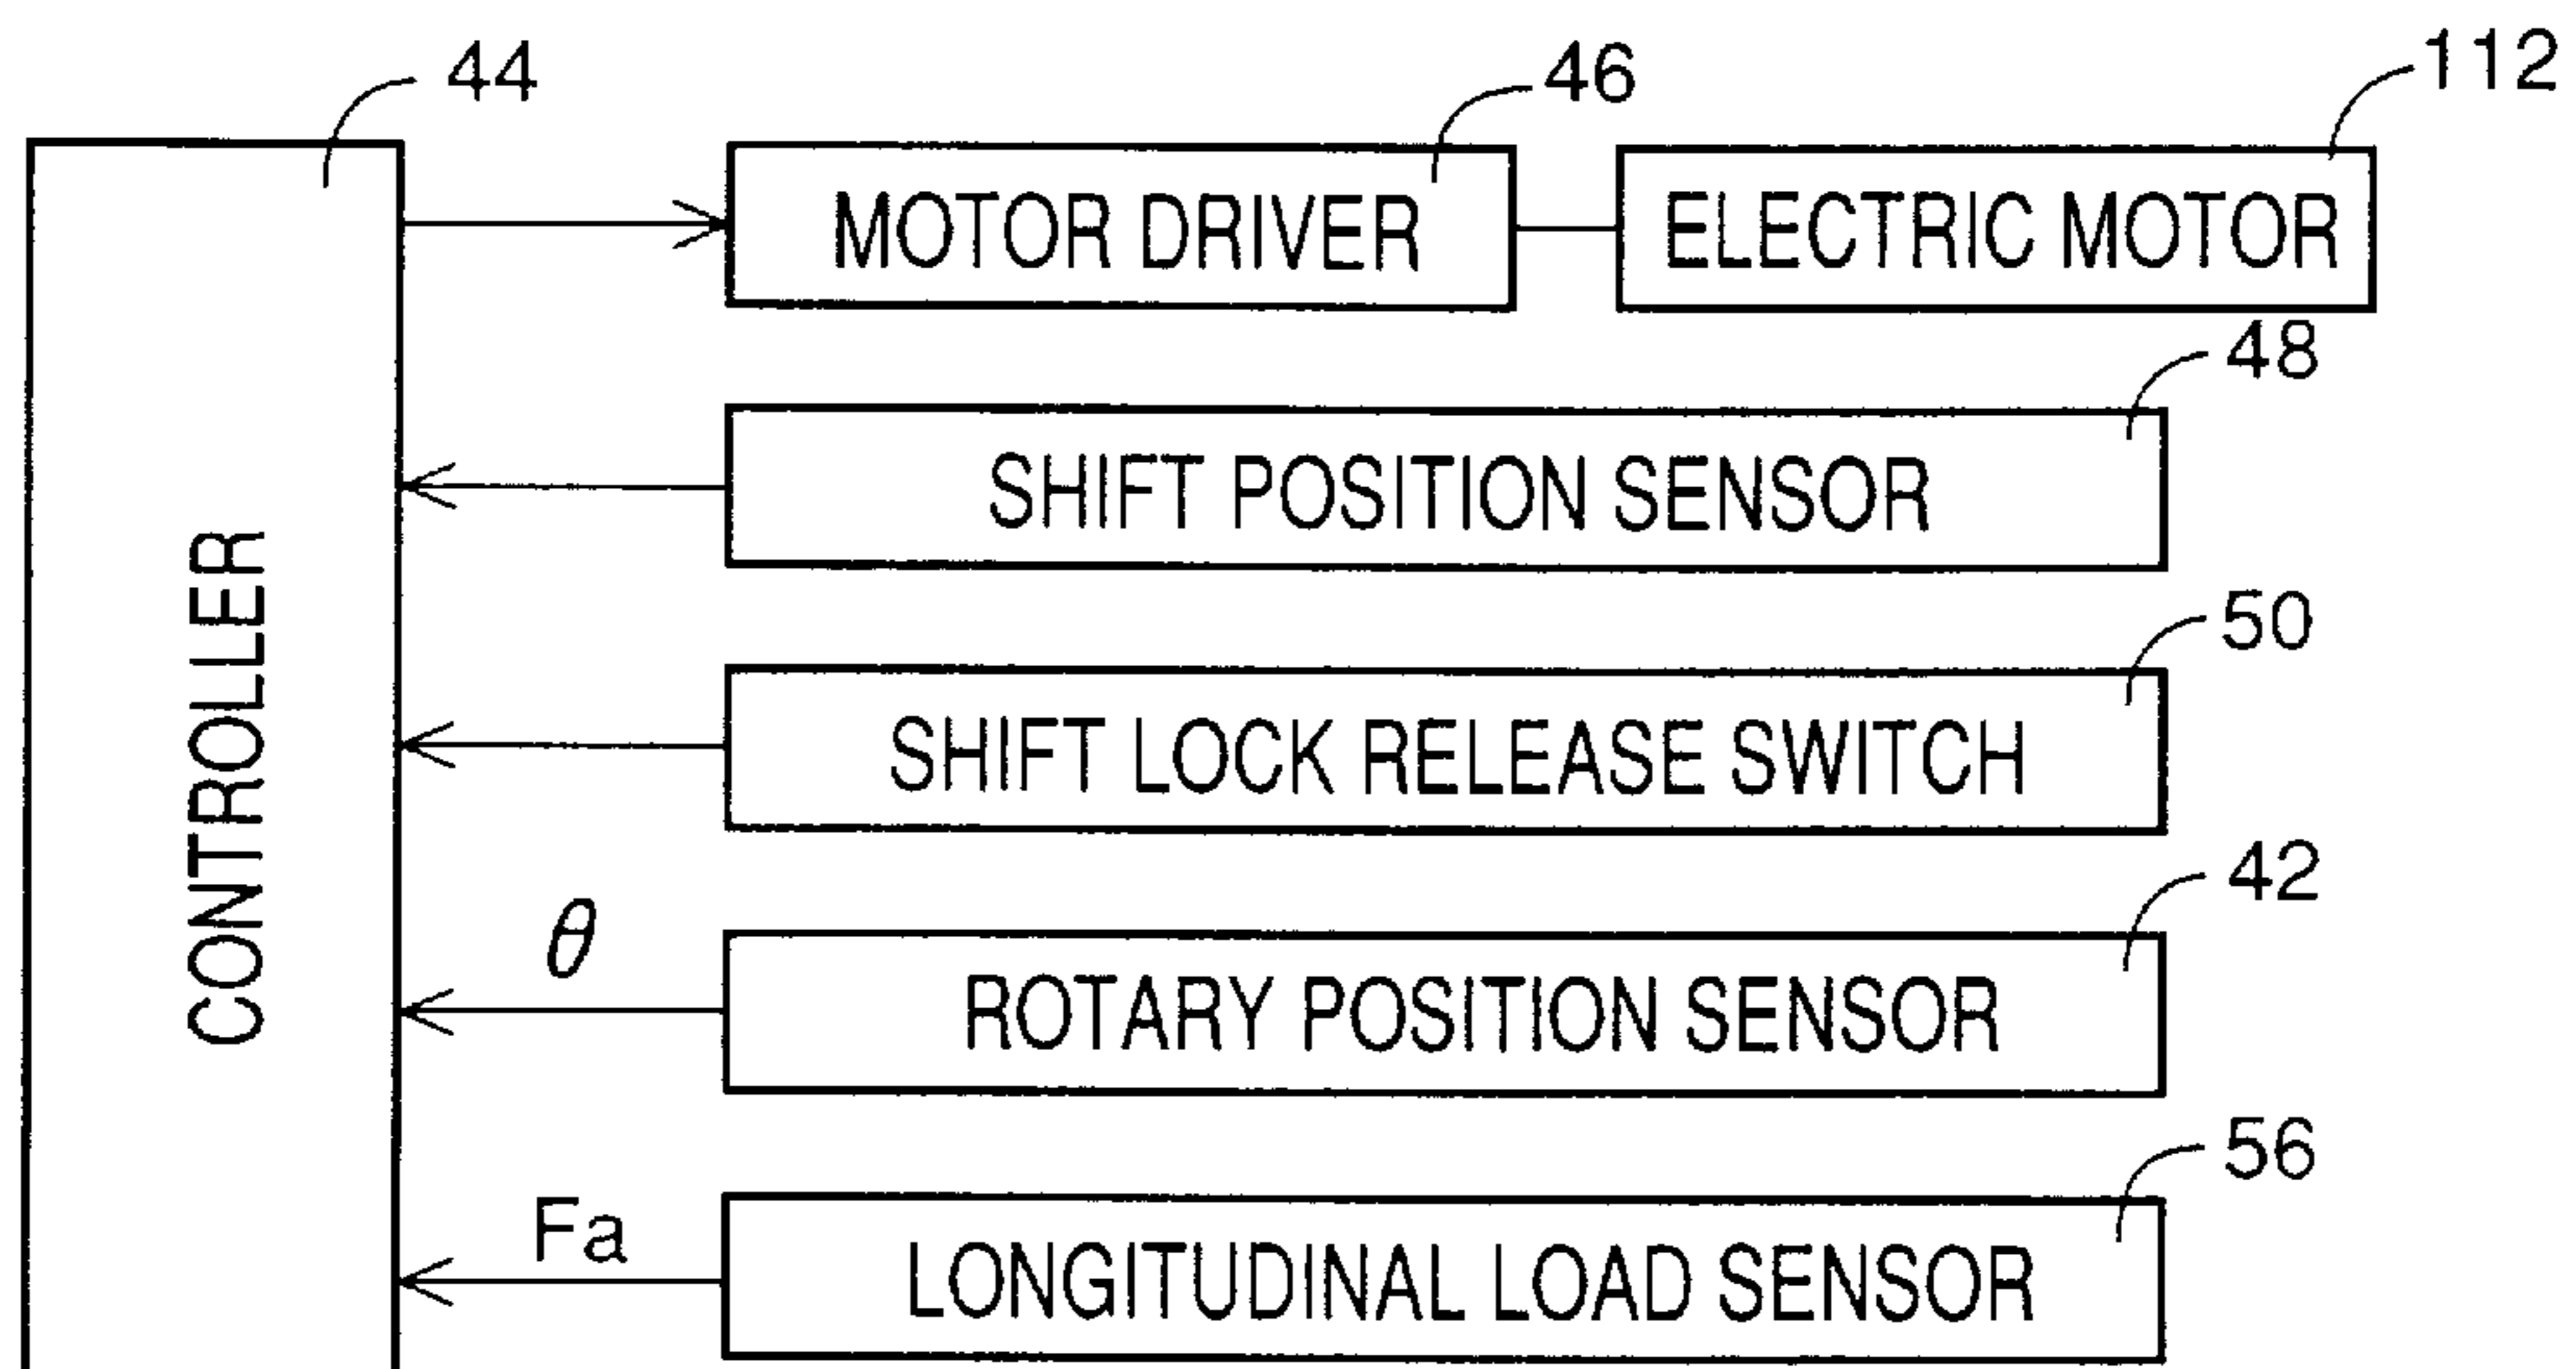 44
46
112
MOTOR DRIVER
ELECTRIC MOTOR
48
SHIFT POSITION SENSOR
CONTROLLER
50
SHIFT LOCK RELEASE SWITCH
42
θ
ROTARY POSITION SENSOR
56
Fa
LONGITUDINAL LOAD SENSOR